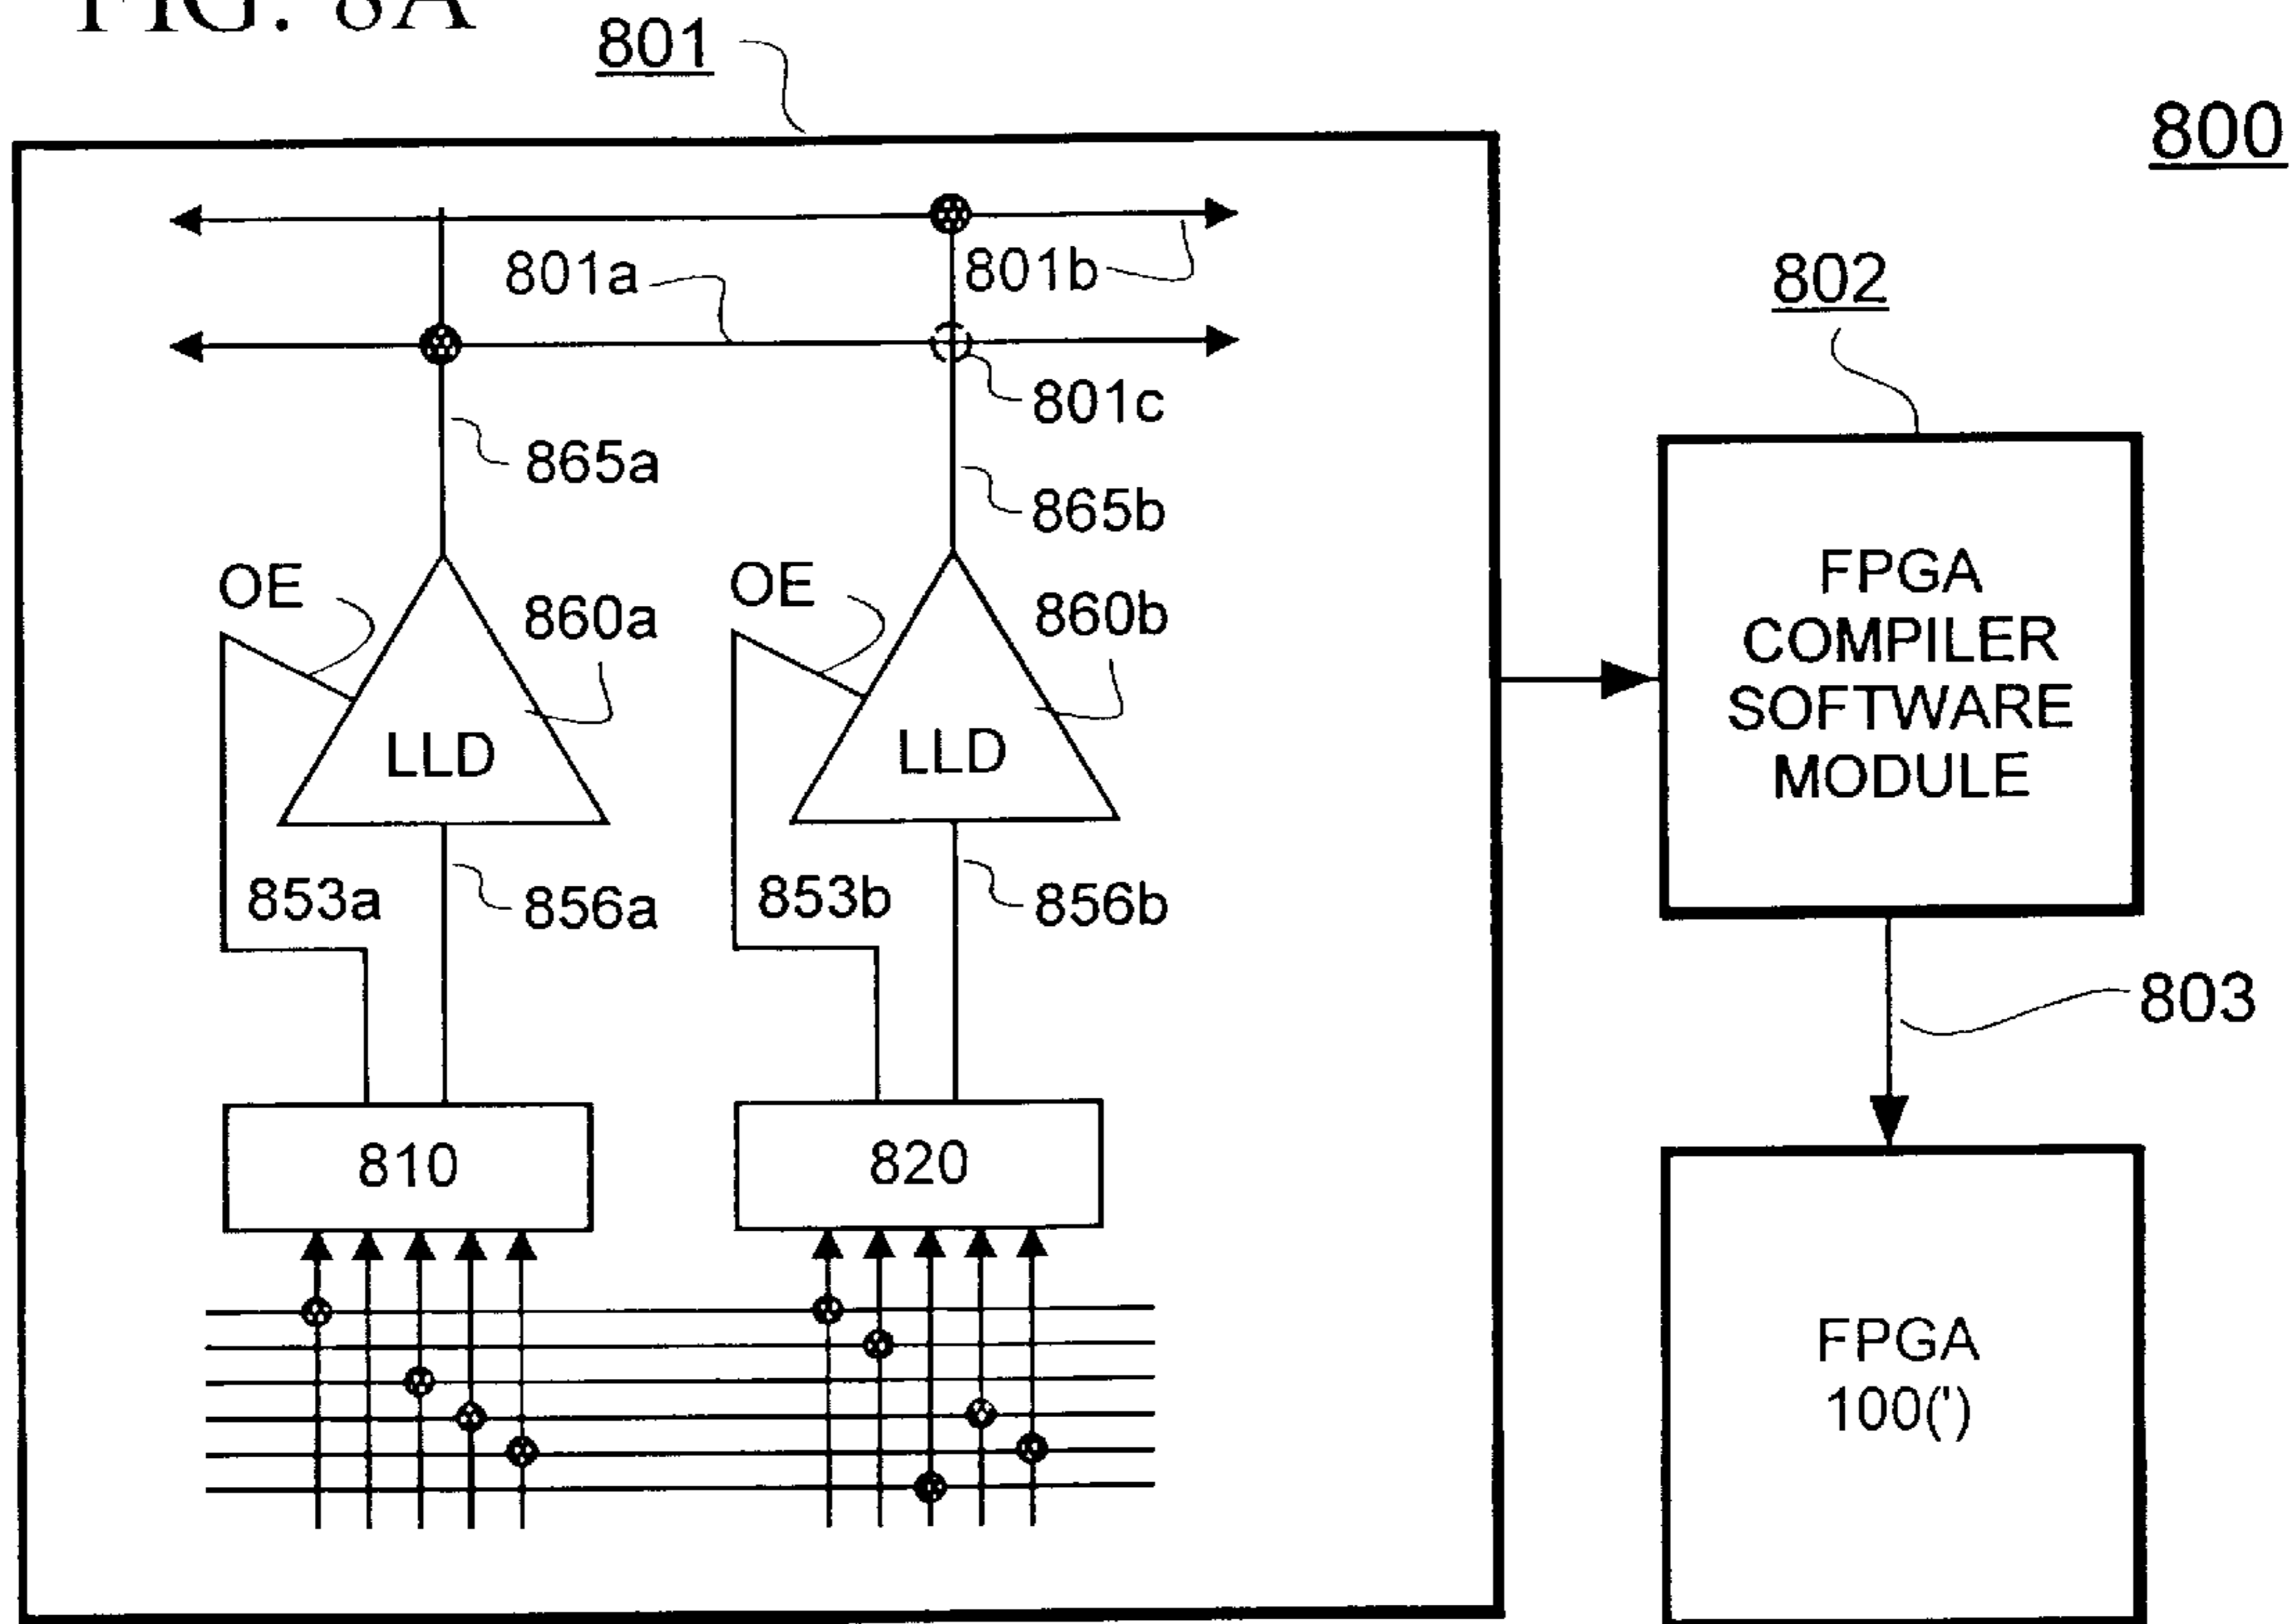 FIG. 8A
801
800
801a
801b
802
801c
865a
865b
OE
860a
OE
860b
FPGA
COMPILER
SOFTWARE
MODULE
LLD
LLD
853a
856a
853b
856b
803
810
820
FPGA
100(')